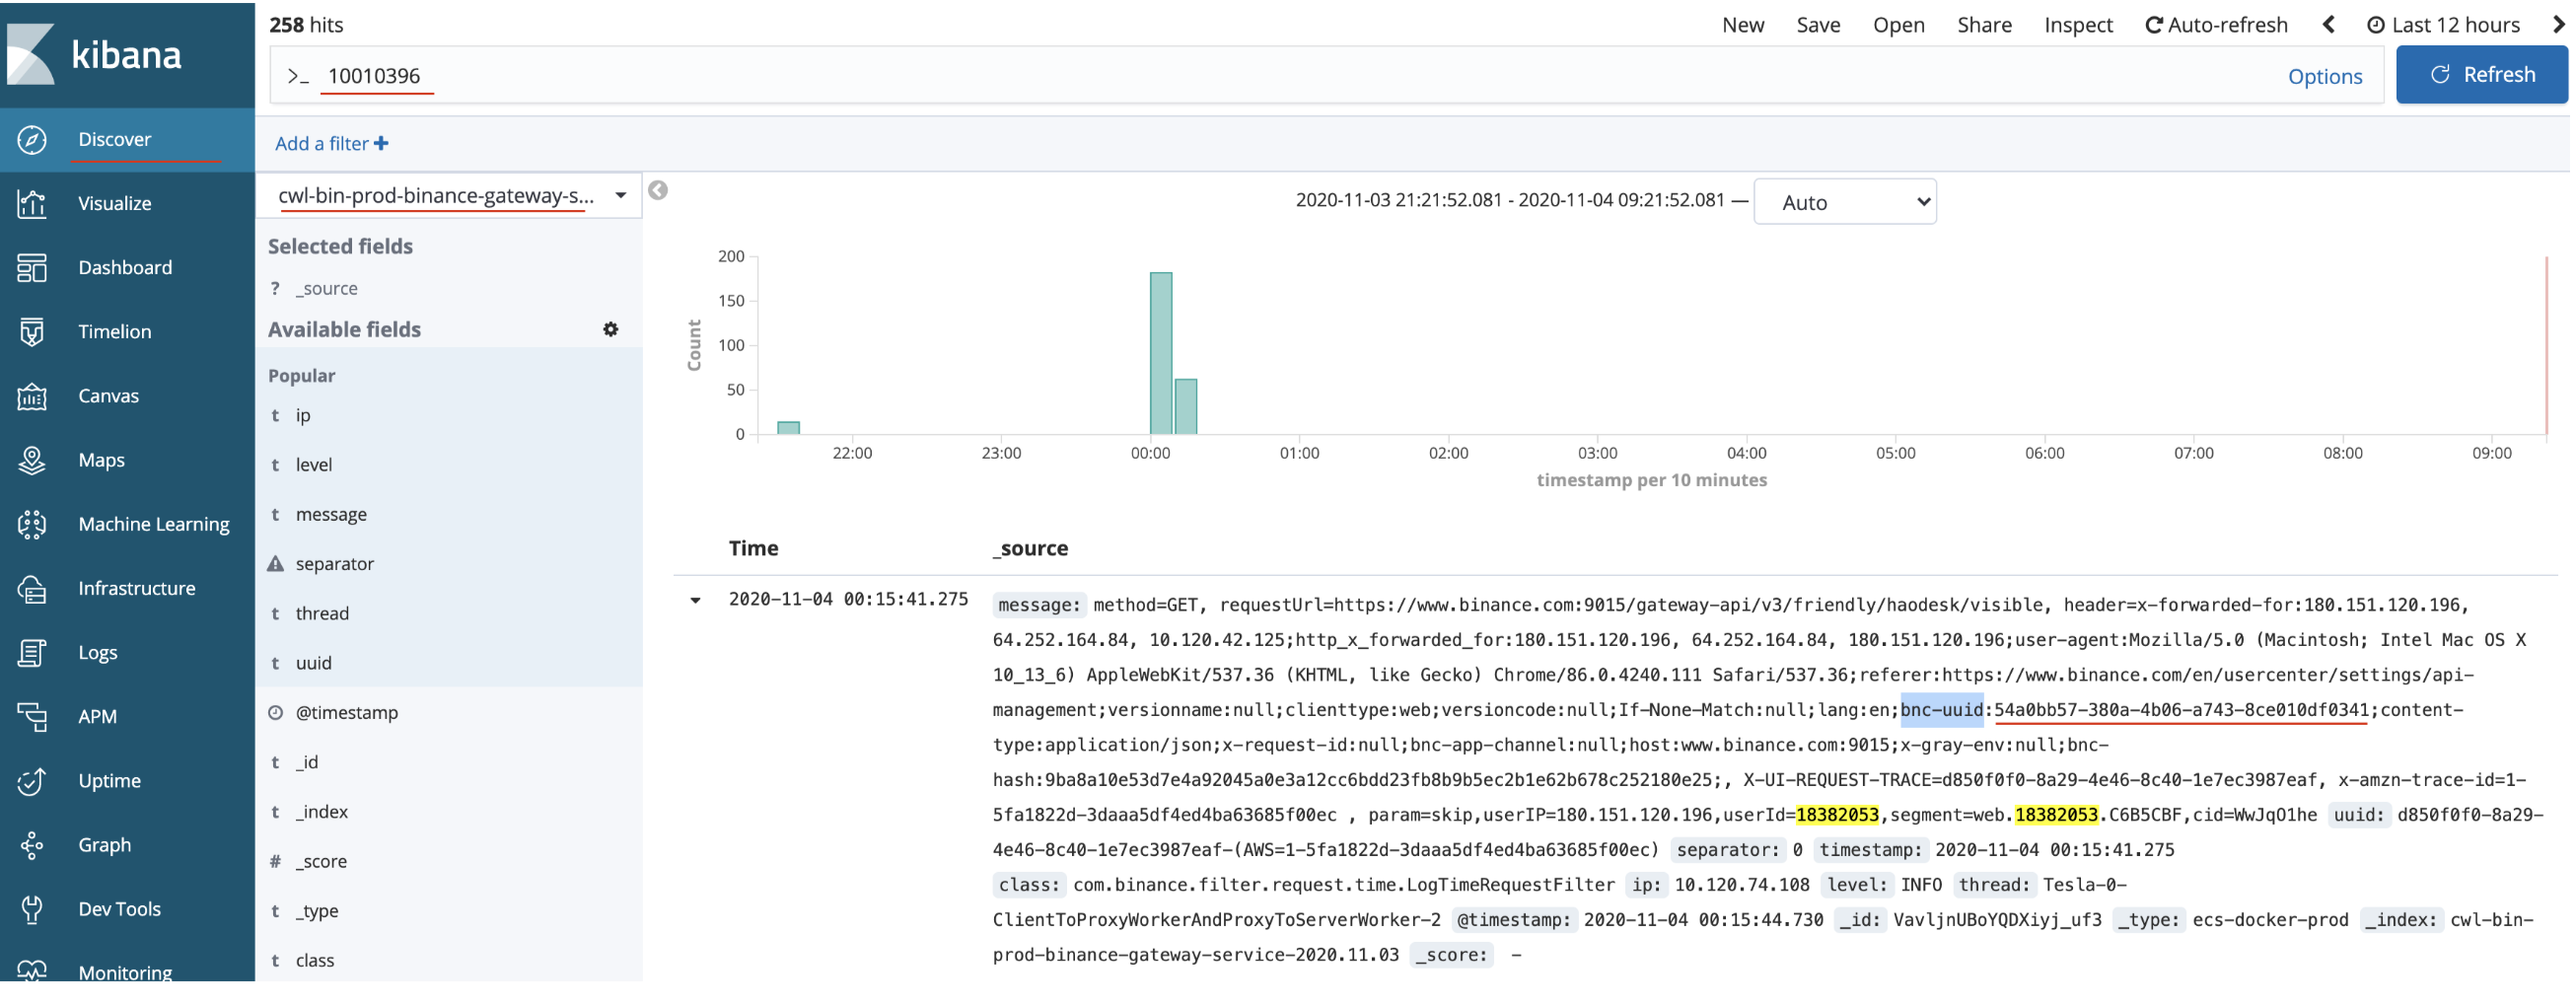 kibana
Discover
Visualize
Dashboard
Timelion
Canvas
Maps
Machine Learning
Infrastructure
Logs
APM
Uptime
Graph
Dev Tools
Monitoring
258 hits
New Save Open Share Inspect Auto-refresh Last 12 hours
>_ 10010396 Options Refresh
Add a filter +
cwl-bin-prod-binance-gateway-s...
Selected fields
? _source
Available fields
Popular
t ip
t level
t message
separator
t thread
t uuid
@timestamp
t _id
t _index
# _score
t _type
t class
2020-11-03 21:21:52.081 - 2020-11-04 09:21:52.081 — Auto
200
150
100
50
0
Count
22:00 23:00 00:00 01:00 02:00 03:00 04:00 05:00 06:00 07:00 08:00 09:00
timestamp per 10 minutes
Time _source
2020-11-04 00:15:41.275
message: method=GET, requestUrl=https://www.binance.com:9015/gateway-api/v3/friendly/haodesk/visible, header=x-forwarded-for:180.151.120.196,
64.252.164.84, 10.120.42.125;http_x_forwarded_for:180.151.120.196, 64.252.164.84, 180.151.120.196;user-agent:Mozilla/5.0 (Macintosh; Intel Mac OS X
10_13_6) AppleWebKit/537.36 (KHTML, like Gecko) Chrome/86.0.4240.111 Safari/537.36;referer:https://www.binance.com/en/usercenter/settings/api-
management;versionname:null;clienttype:web;versioncode:null;If-None-Match:null;lang:en;bnc-uuid:54a0bb57-380a-4b06-a743-8ce010df0341;content-
type:application/json;x-request-id:null;bnc-app-channel:null;host:www.binance.com:9015;x-gray-env:null;bnc-
hash:9ba8a10e53d7e4a92045a0e3a12cc6bdd23fb8b9b5ec2b1e62b678c252180e25;, X-UI-REQUEST-TRACE=d850f0f0-8a29-4e46-8c40-1e7ec3987eaf, x-amzn-trace-id=1-
5fa1822d-3daaa5df4ed4ba63685f00ec , param=skip,userIP=180.151.120.196,userId=18382053,segment=web.18382053.C6B5CBF,cid=WwJqO1he uuid: d850f0f0-8a29-
4e46-8c40-1e7ec3987eaf-(AWS=1-5fa1822d-3daaa5df4ed4ba63685f00ec) separator: 0 timestamp: 2020-11-04 00:15:41.275
class: com.binance.filter.request.time.LogTimeRequestFilter ip: 10.120.74.108 level: INFO thread: Tesla-0-
ClientToProxyWorkerAndProxyToServerWorker-2 @timestamp: 2020-11-04 00:15:44.730 _id: VavljnUBoYQDXiyj_uf3 _type: ecs-docker-prod _index: cwl-bin-
prod-binance-gateway-service-2020.11.03 _score: -